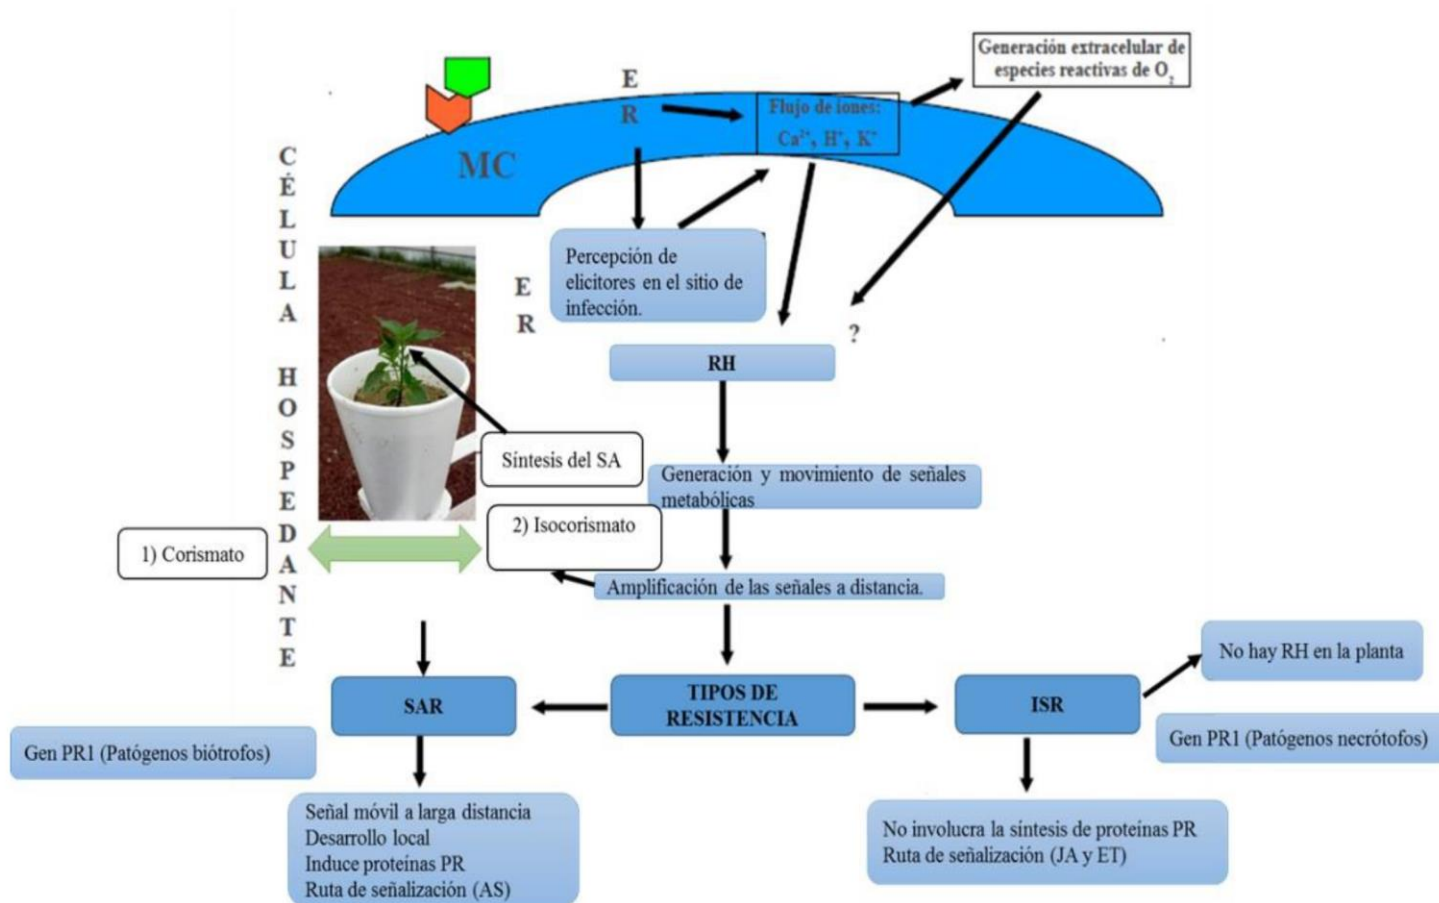 Generación extracelular de
especies reactivas de O₂
E
R
Flujo de iones:
Ca²⁺, H⁺, K⁺
MC
CÉLULA HOSPEDANTE
Percepción de
elicitores en el sitio de
infección.
E
R
?
RH
Síntesis del SA
Generación y movimiento de señales
metabólicas
1) Corismato
2) Isocorismato
Amplificación de las señales a distancia.
No hay RH en la planta
SAR
TIPOS DE
RESISTENCIA
ISR
Gen PR1 (Patógenos biótrofos)
Gen PR1 (Patógenos necrótofos)
Señal móvil a larga distancia
Desarrollo local
Induce proteínas PR
Ruta de señalización (AS)
No involucra la síntesis de proteínas PR
Ruta de señalización (JA y ET)